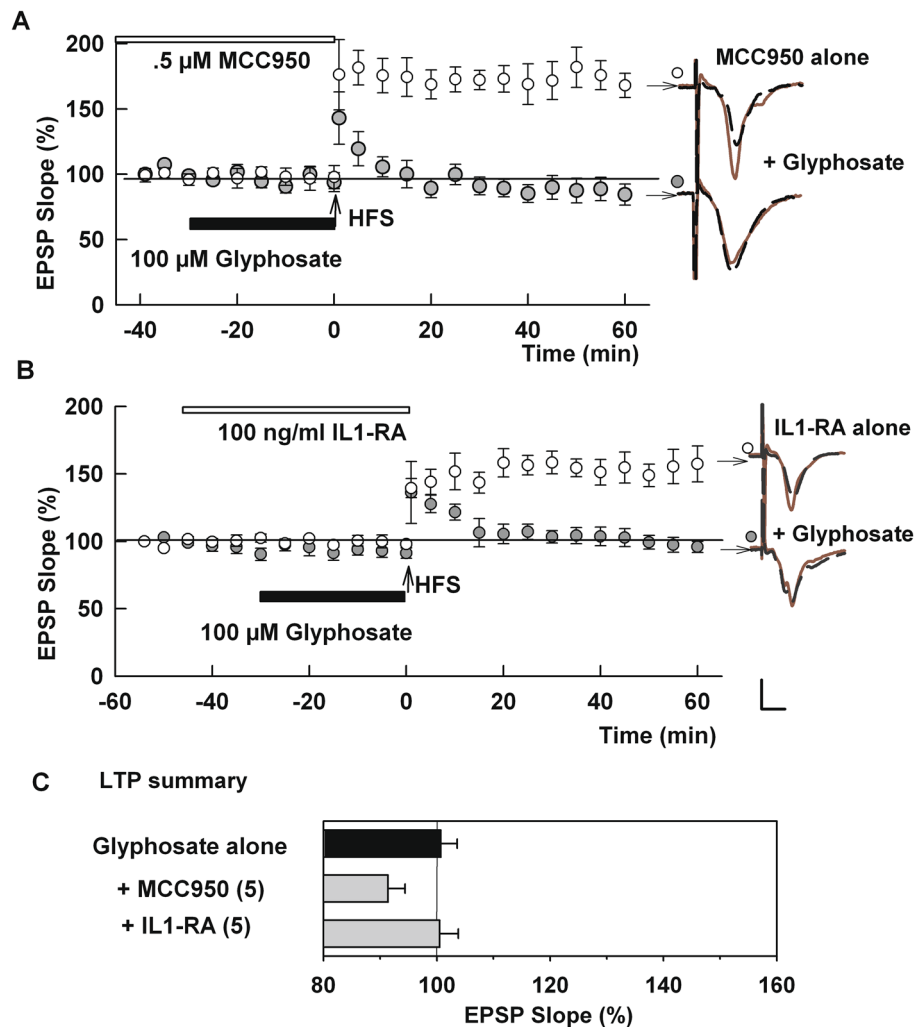 A
200
.5 µM MCC950
MCC950 alone
150
+ Glyphosate
100
HFS
50
100 µM Glyphosate
0
EPSP Slope (%)
-40 -20 0 20 40 60
Time (min)
B
200
100 ng/ml IL1-RA
IL1-RA alone
150
+ Glyphosate
100
HFS
50
100 µM Glyphosate
0
EPSP Slope (%)
-60 -40 -20 0 20 40 60
Time (min)
C LTP summary
Glyphosate alone
+ MCC950 (5)
+ IL1-RA (5)
80 100 120 140 160
EPSP Slope (%)